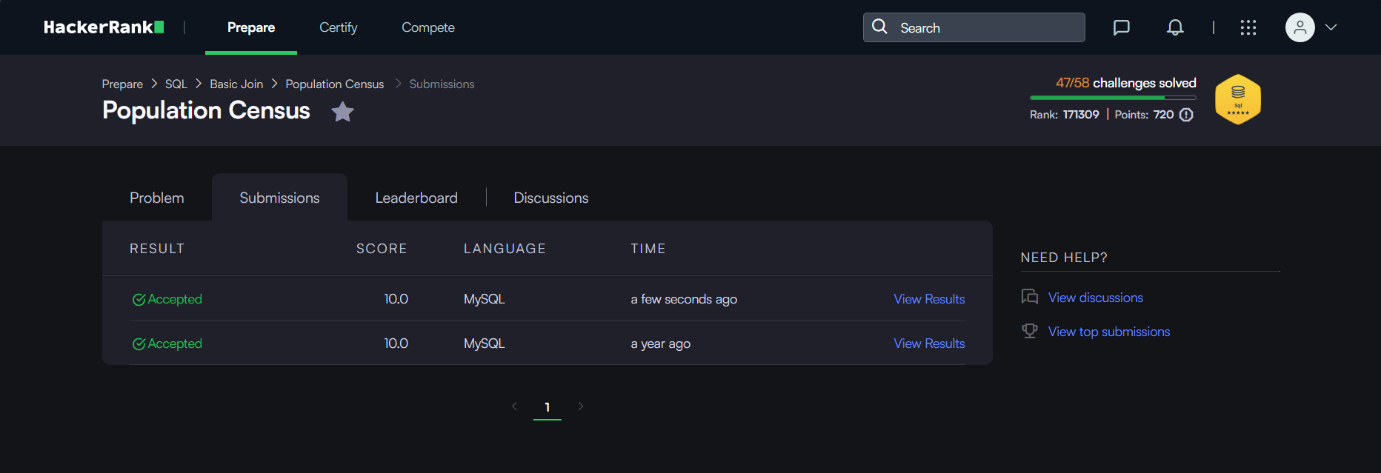 HackerRank | Prepare Certify Compete Search |
Prepare > SQL > Basic Join > Population Census > Submissions
47/58 challenges solved
Population Census
Rank: 171309 | Points: 720
Sql
Problem Submissions Leaderboard | Discussions
RESULT SCORE LANGUAGE TIME
NEED HELP?
Accepted 10.0 MySQL a few seconds ago View Results
View discussions
View top submissions
Accepted 10.0 MySQL a year ago View Results
< 1 >